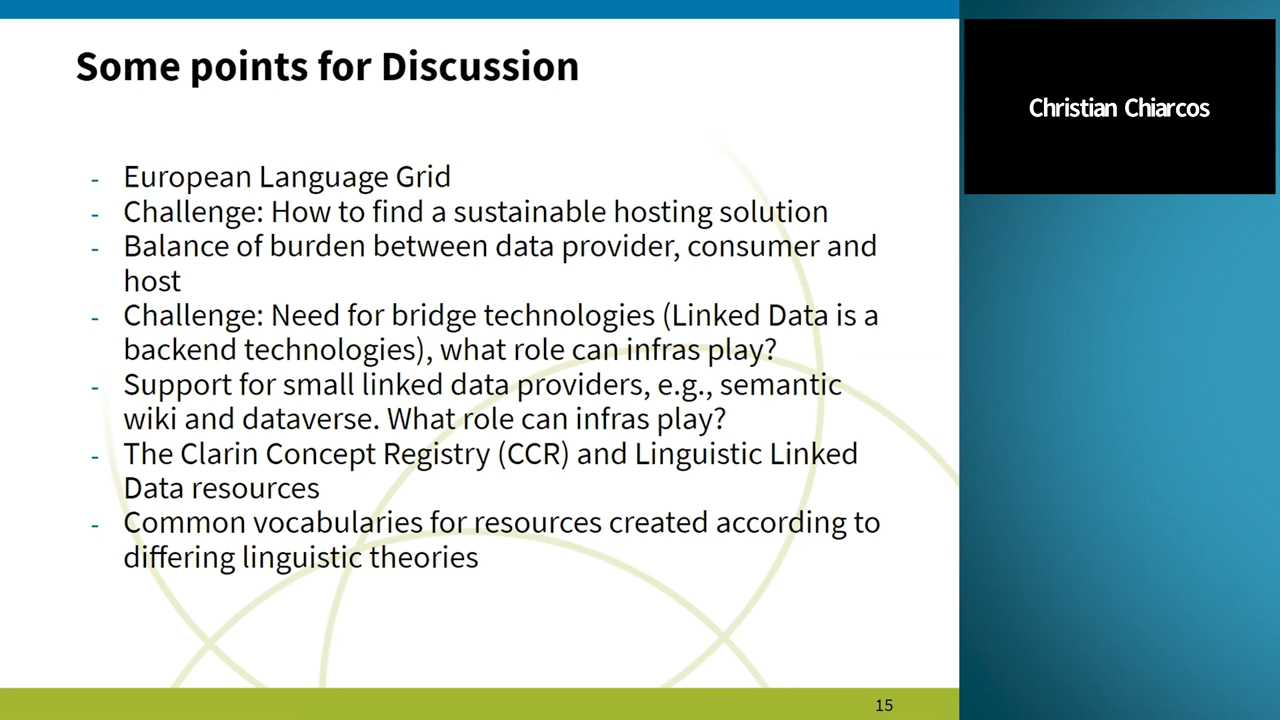 Some points for Discussion
- European Language Grid
- Challenge: How to find a sustainable hosting solution
- Balance of burden between data provider, consumer and
host
- Challenge: Need for bridge technologies (Linked Data is a
backend technologies), what role can infras play?
- Support for small linked data providers, e.g., semantic
wiki and dataverse. What role can infras play?
- The Clarin Concept Registry (CCR) and Linguistic Linked
Data resources
- Common vocabularies for resources created according to
differing linguistic theories
15
Christian Chiarcos